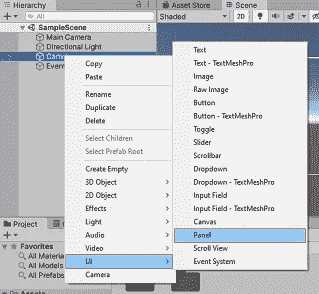 Hierarchy
Asset Store
Scene
All
Shaded
2D
SampleScene
Main Camera
Directional Light
Canv
Even
Copy
Paste
Rename
Duplicate
Delete
Select Children
Select Prefab Root
Create Empty
3D Object
2D Object
Effects
Light
Audio
Video
UI
Camera
Text
Text - TextMeshPro
Image
Raw Image
Button
Button - TextMeshPro
Toggle
Slider
Scrollbar
Dropdown
Dropdown - TextMeshPro
Input Field
Input Field - TextMeshPro
Canvas
Panel
Scroll View
Event System
Project
Favorites
All Materia
All Models
All Prefabs